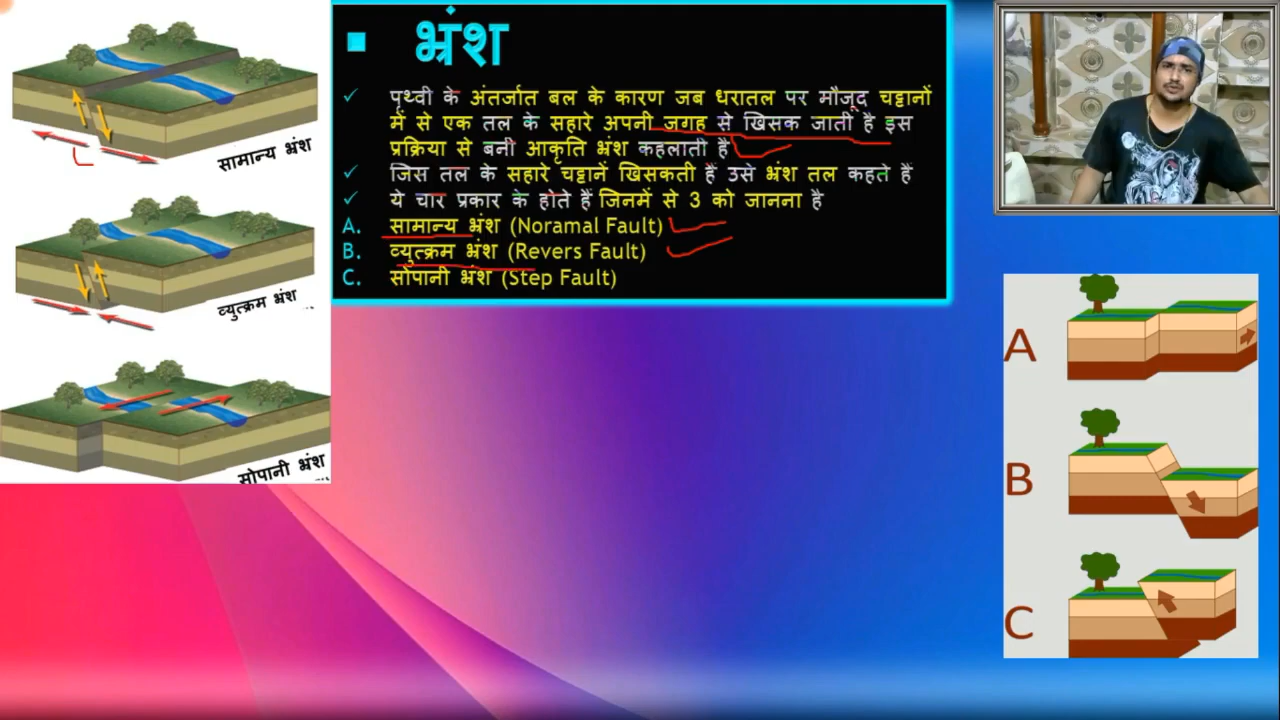 भ्रंश
पृथ्वी के अंतर्जात बल के कारण जब धरातल पर मौजूद चट्टानों
में से एक तल के सहारे अपनी जगह से खिसक जाती है इस
प्रक्रिया से बनी आकृति भ्रंश कहलाती है
जिस तल के सहारे चट्टानें खिसकती हैं उसे भ्रंश तल कहते हैं
ये चार प्रकार के होते हैं जिनमें से 3 को जानना है
A. सामान्य भ्रंश (Noramal Fault)
B. व्युत्क्रम भ्रंश (Revers Fault)
C. सोपानी भ्रंश (Step Fault)
सामान्य भ्रंश
व्युत्क्रम भ्रंश
सोपानी भ्रंश
A
B
C